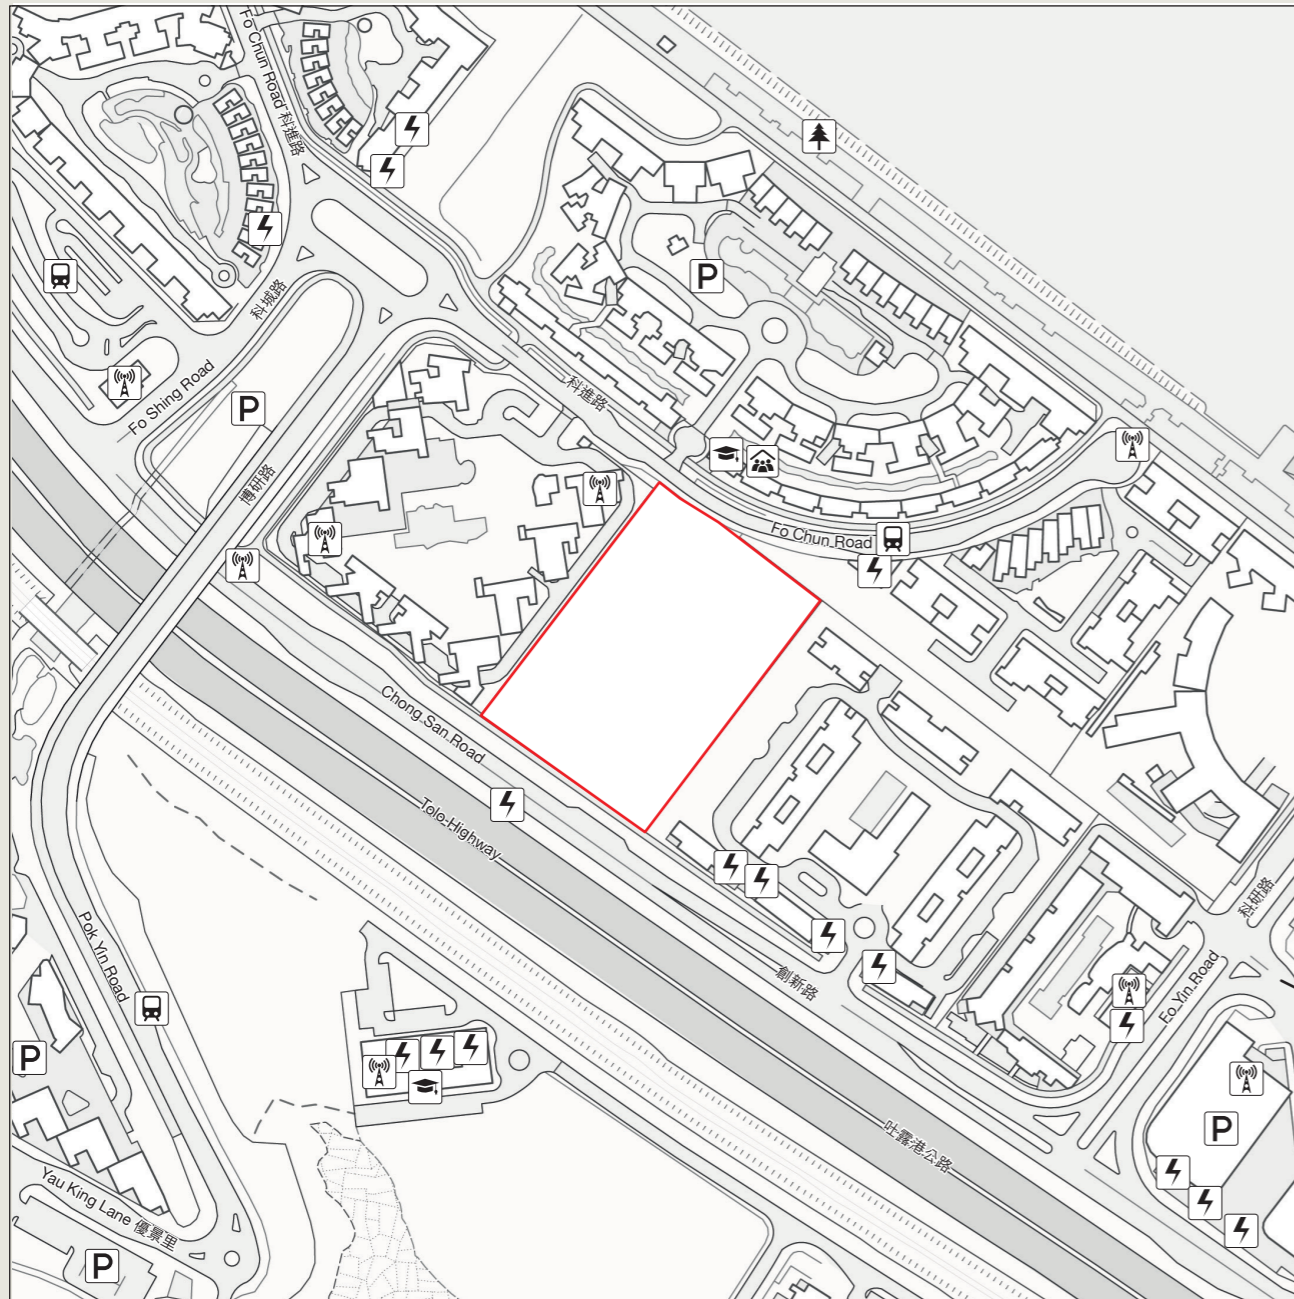 Fo Chun Road 科進路
科城路
Fo Shing Road
P
P
科進路
博研路
Fo Chun Road
Chong San Road
Tolo Highway
科研路
Pok Yin Road
創新路
Fo Yin Road
P
吐露港公路
P
Yau King Lane 優景里
P